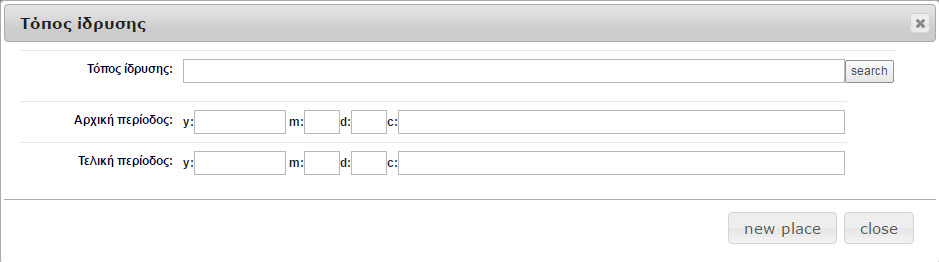 Τόπος ίδρυσης
Τόπος ίδρυσης: search
Αρχική περίοδος: y: m: d: c:
Τελική περίοδος: y: m: d: c:
new place close